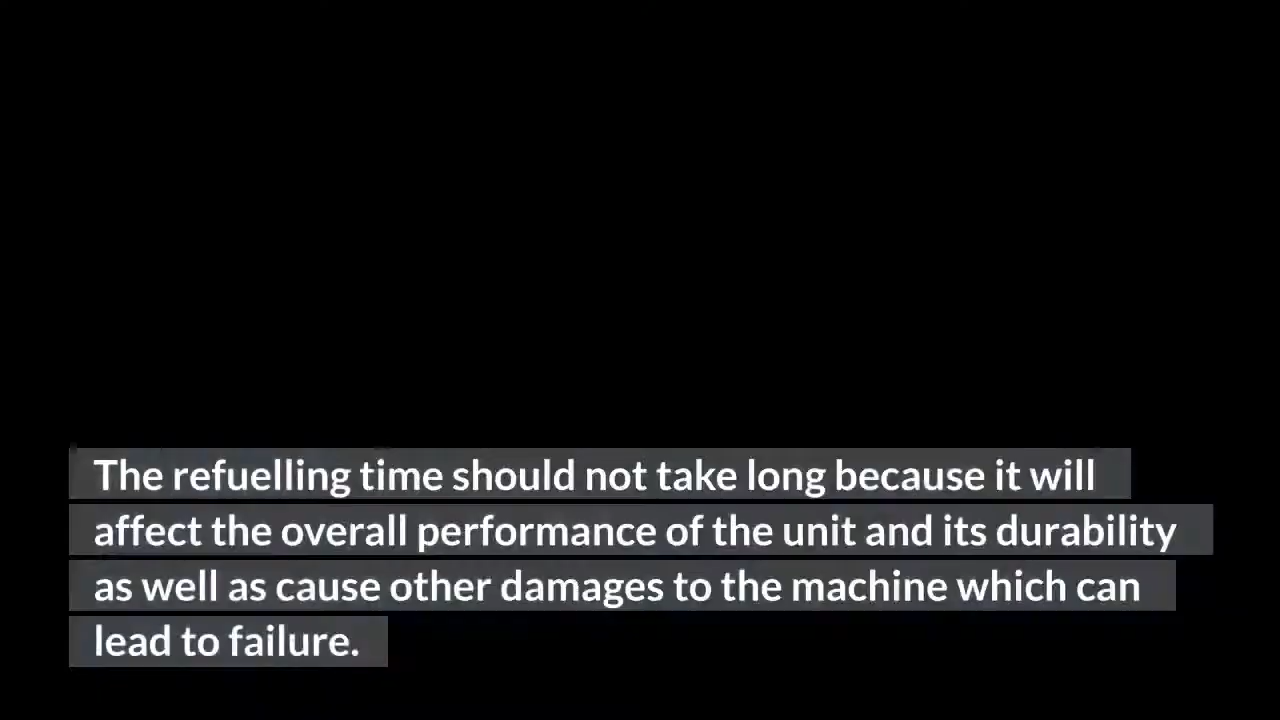 The refuelling time should not take long because it will
affect the overall performance of the unit and its durability
as well as cause other damages to the machine which can
lead to failure.